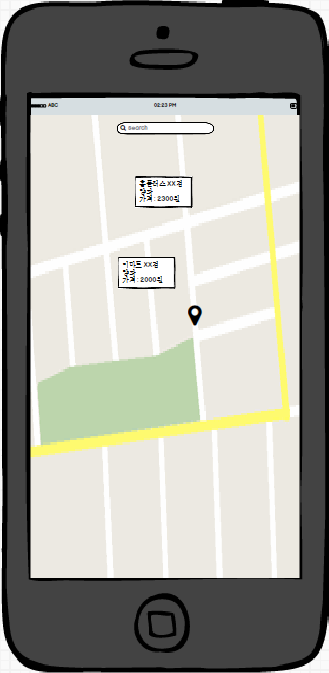 ABC 02:23 PM
search
홈플러스 XX점
가격: 2300원
이마트 XX점
가격: 2000원